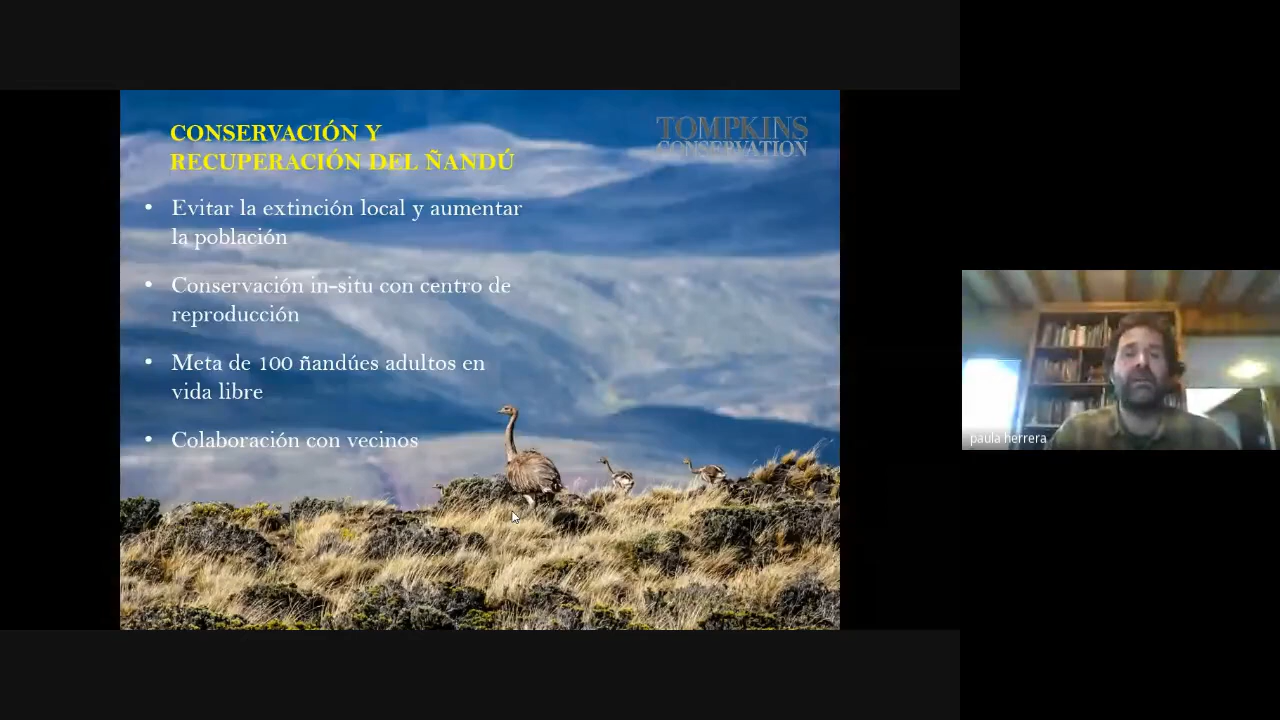 CONSERVACIÓN Y
RECUPERACIÓN DEL ÑANDÚ
TOMPKINS
CONSERVATION
• Evitar la extinción local y aumentar
la población
• Conservación in-situ con centro de
reproducción
• Meta de 100 ñandúes adultos en
vida libre
• Colaboración con vecinos
paula herrera